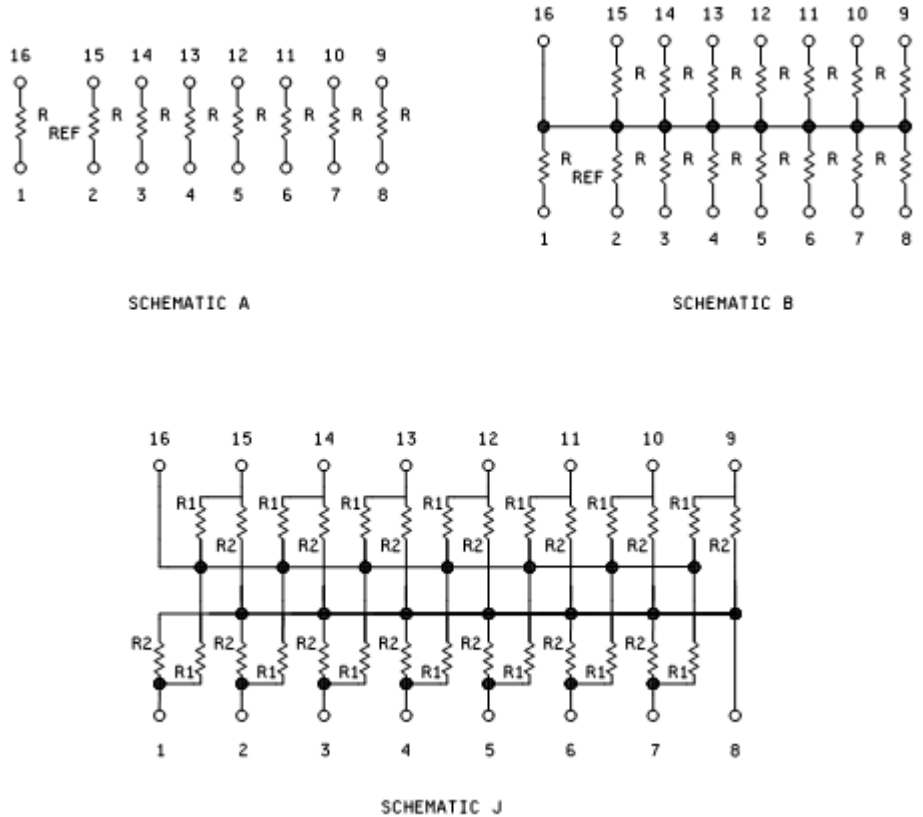 16 15 14 13 12 11 10 9
R R R R R R R R
REF
1 2 3 4 5 6 7 8
SCHEMATIC A
16 15 14 13 12 11 10 9
R R R R R R R
R R R R R R R R
REF
1 2 3 4 5 6 7 8
SCHEMATIC B
16 15 14 13 12 11 10 9
R1 R1 R1 R1 R1 R1 R1
R2 R2 R2 R2 R2 R2 R2
R2 R2 R2 R2 R2 R2 R2
R1 R1 R1 R1 R1 R1 R1
1 2 3 4 5 6 7 8
SCHEMATIC J